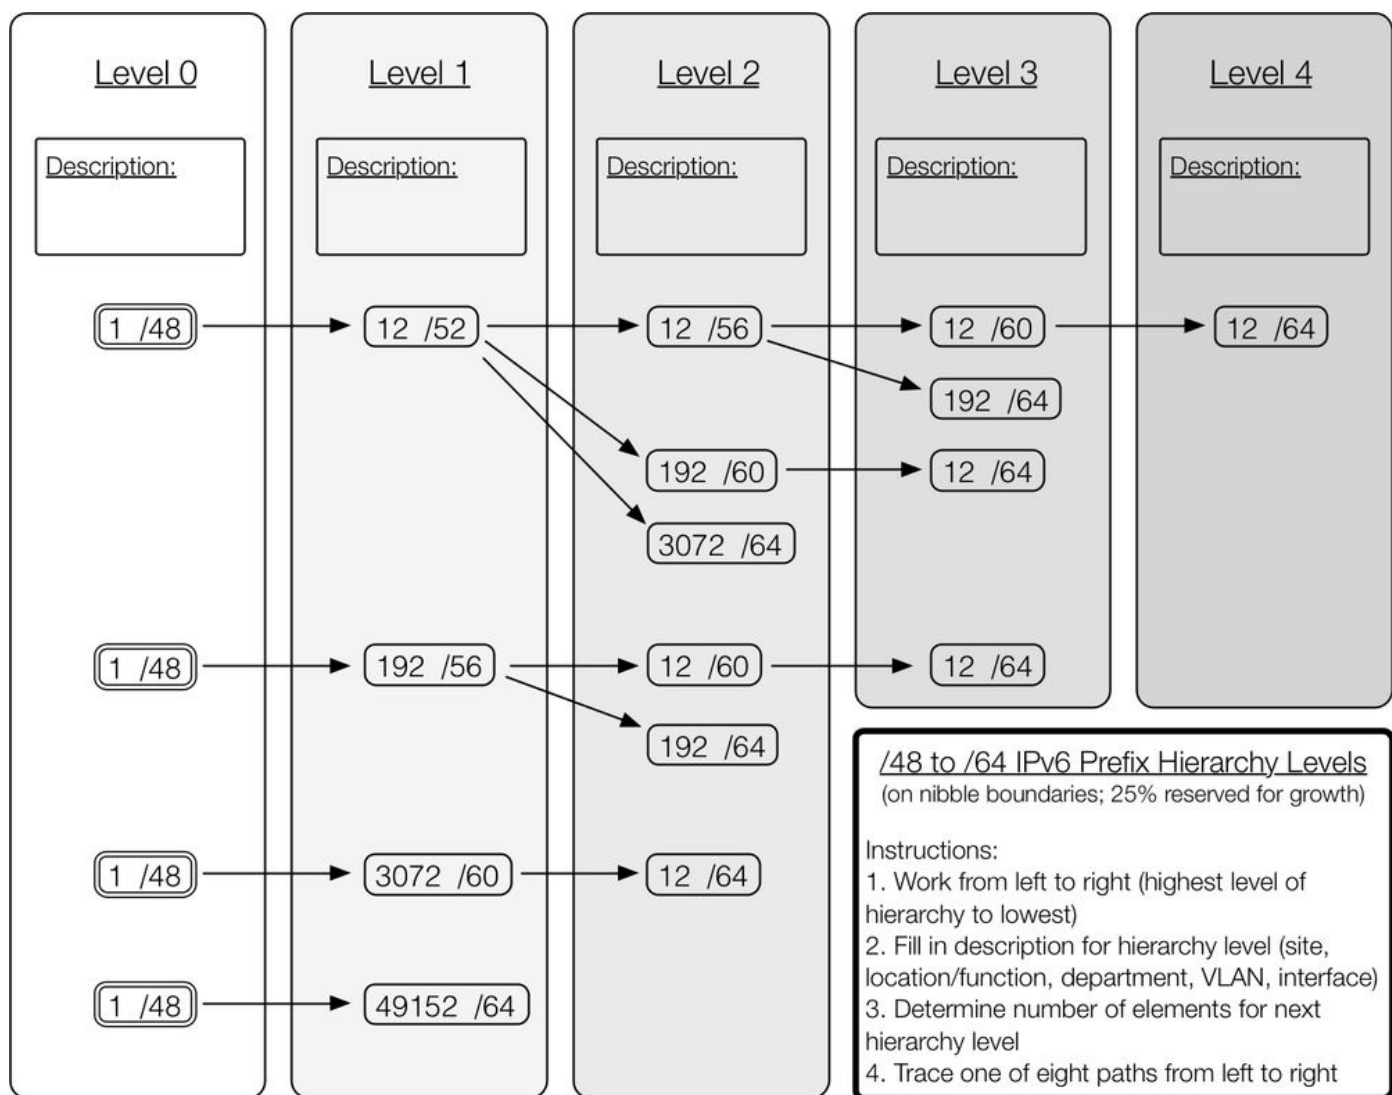 Level 0
Level 1
Level 2
Level 3
Level 4
Description:
Description:
Description:
Description:
Description:
1 /48
12 /52
12 /56
12 /60
12 /64
192 /64
192 /60
12 /64
3072 /64
1 /48
192 /56
12 /60
12 /64
192 /64
1 /48
3072 /60
12 /64
1 /48
49152 /64
/48 to /64 IPv6 Prefix Hierarchy Levels
(on nibble boundaries; 25% reserved for growth)
Instructions:
1. Work from left to right (highest level of
hierarchy to lowest)
2. Fill in description for hierarchy level (site,
location/function, department, VLAN, interface)
3. Determine number of elements for next
hierarchy level
4. Trace one of eight paths from left to right